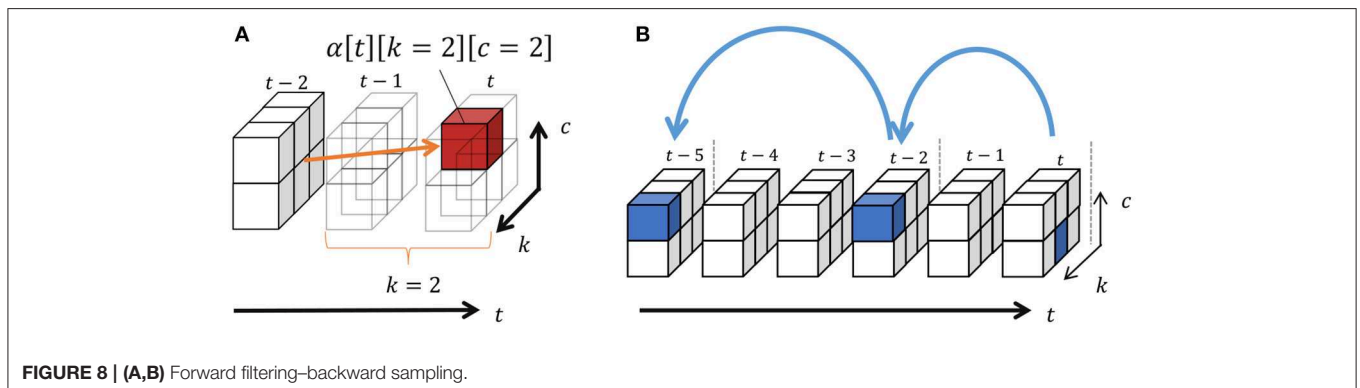 A
α[t][k = 2][c = 2]
t − 2
t − 1
t
c
k
k = 2
t
B
t − 5
t − 4
t − 3
t − 2
t − 1
t
c
k
t
FIGURE 8 | (A,B) Forward filtering–backward sampling.